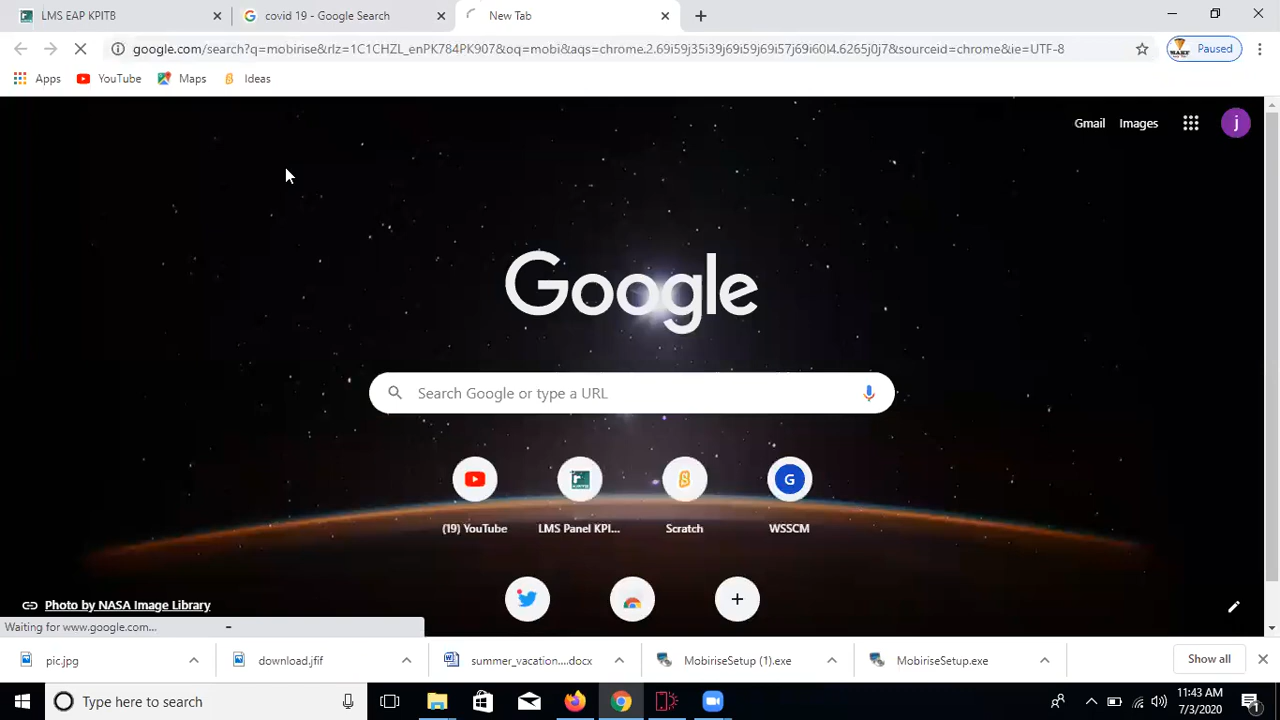 LMS EAP KPITB
covid 19 - Google Search
New Tab
google.com/search?q=mobirise&rlz=1C1CHZL_enPK784PK907&oq=mobi&aqs=chrome.2.69i59j35i39j69i59j69i57j69i60l4.6265j0j7&sourceid=chrome&ie=UTF-8
Paused
Apps
YouTube
Maps
Ideas
Gmail
Images
j
Google
Search Google or type a URL
G
(19) YouTube
LMS Panel KPI...
Scratch
WSSCM
Photo by NASA Image Library
Waiting for www.google.com...
pic.jpg
download.jfif
summer_vacation....docx
MobiriseSetup (1).exe
MobiriseSetup.exe
Show all
Type here to search
11:43 AM
7/3/2020
1